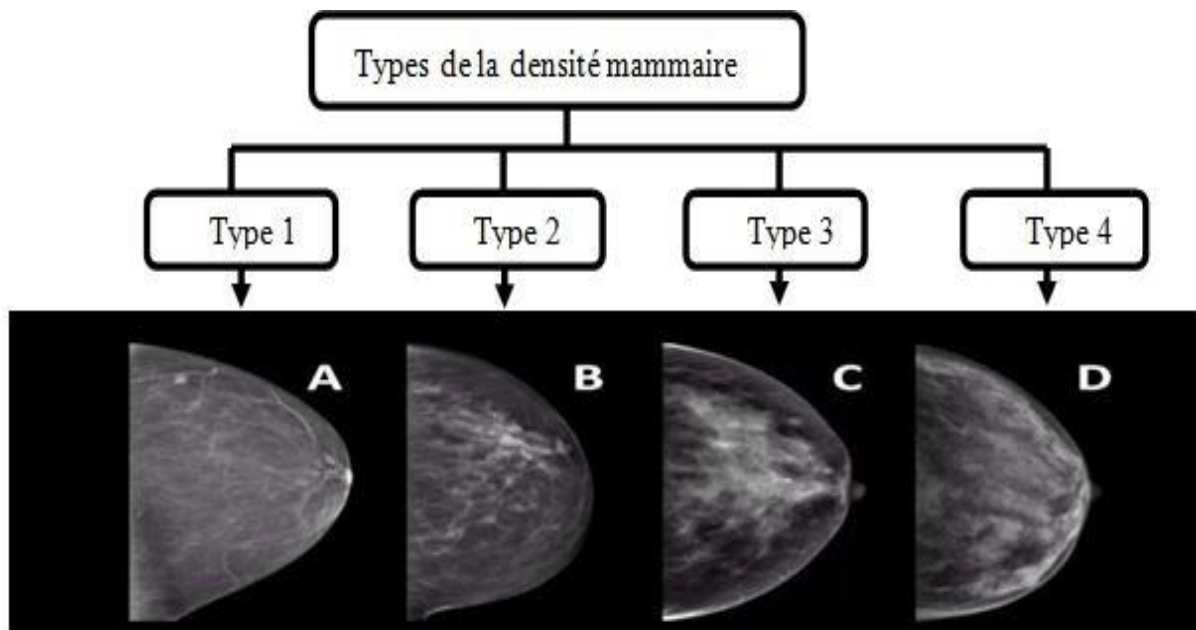 Types de la densité mammaire
Type 1
Type 2
Type 3
Type 4
A
B
C
D